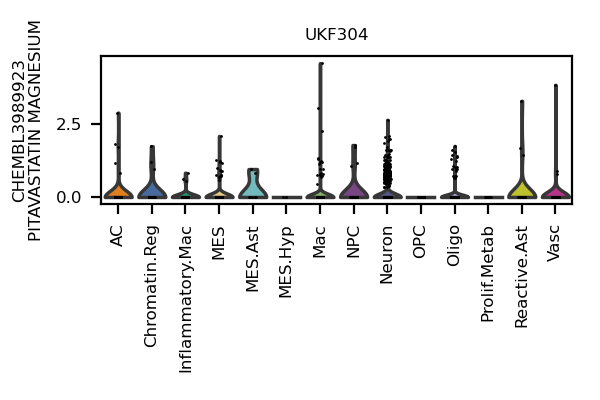 UKF304
CHEMBL3989923
PITAVASTATIN MAGNESIUM
2.5
0.0
AC
Chromatin.Reg
Inflammatory.Mac
MES
MES.Ast
MES.Hyp
Mac
NPC
Neuron
OPC
Oligo
Prolif.Metab
Reactive.Ast
Vasc